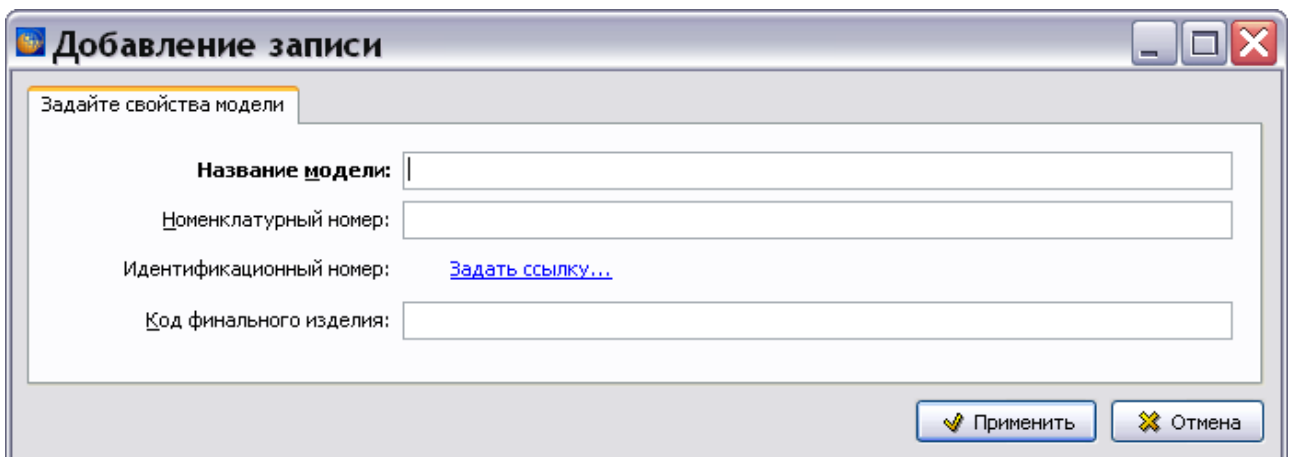 Добавление записи
Задайте свойства модели
Название модели:
Номенклатурный номер:
Идентификационный номер: Задать ссылку...
Код финального изделия:
Применить Отмена